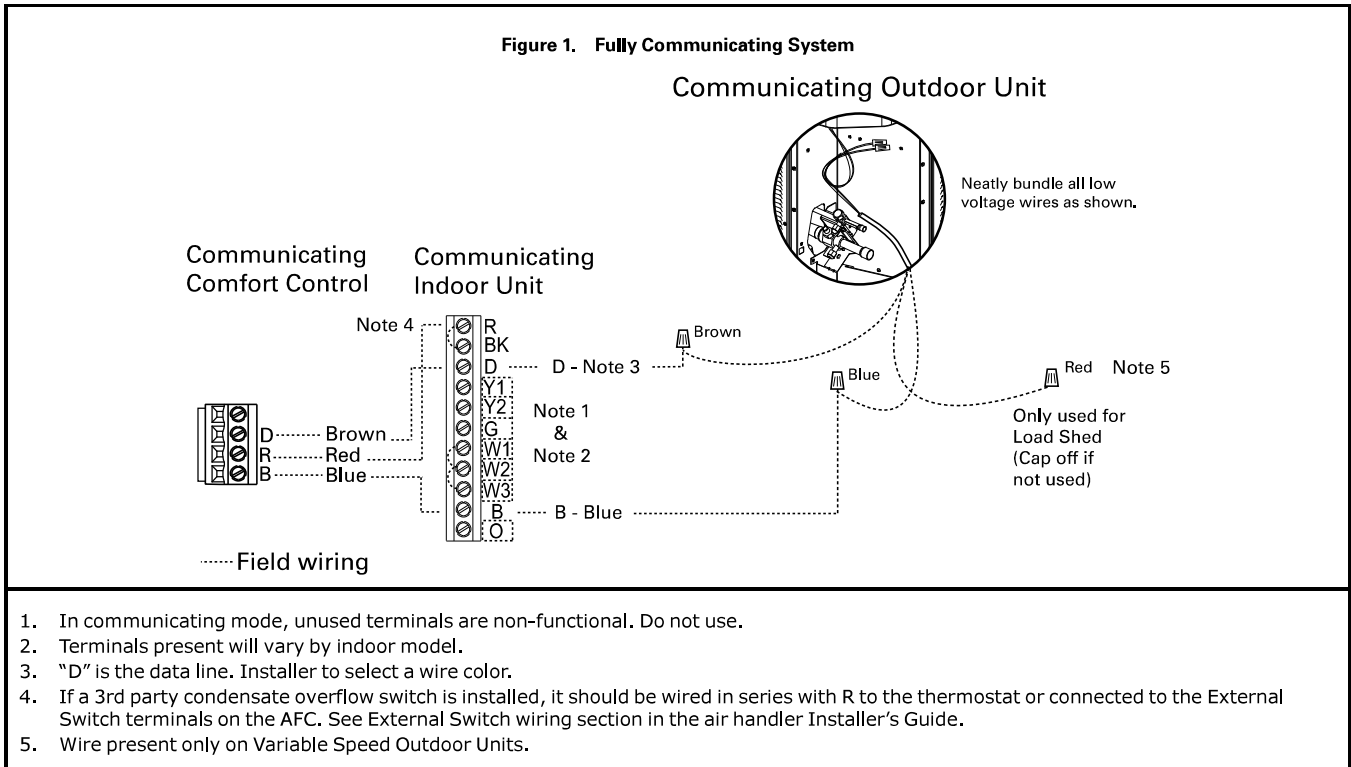 Figure 1. Fully Communicating System
Communicating Outdoor Unit
Neatly bundle all low
voltage wires as shown.
Communicating
Comfort Control
Communicating
Indoor Unit
Note 4
R
BK
D
Y1
Y2
G
W1
W2
W3
B
O
D - Note 3
Brown
Blue
Red Note 5
Only used for
Load Shed
(Cap off if
not used)
Note 1
&
Note 2
D Brown
R Red
B Blue
B - Blue
Field wiring
1. In communicating mode, unused terminals are non-functional. Do not use.
2. Terminals present will vary by indoor model.
3. "D" is the data line. Installer to select a wire color.
4. If a 3rd party condensate overflow switch is installed, it should be wired in series with R to the thermostat or connected to the External
Switch terminals on the AFC. See External Switch wiring section in the air handler Installer's Guide.
5. Wire present only on Variable Speed Outdoor Units.